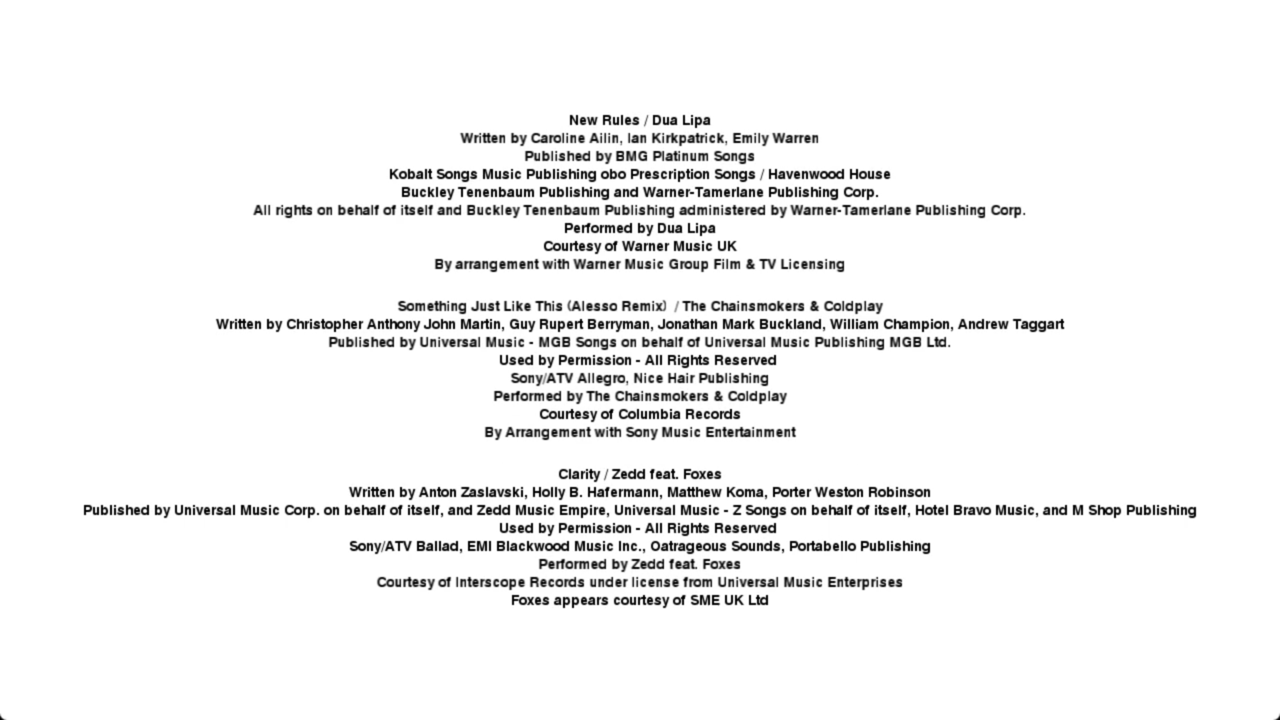 New Rules / Dua Lipa
Written by Caroline Ailin, Ian Kirkpatrick, Emily Warren
Published by BMG Platinum Songs
Kobalt Songs Music Publishing obo Prescription Songs / Havenwood House
Buckley Tenenbaum Publishing and Warner-Tamerlane Publishing Corp.
All rights on behalf of itself and Buckley Tenenbaum Publishing administered by Warner-Tamerlane Publishing Corp.
Performed by Dua Lipa
Courtesy of Warner Music UK
By arrangement with Warner Music Group Film & TV Licensing
Something Just Like This (Alesso Remix) / The Chainsmokers & Coldplay
Written by Christopher Anthony John Martin, Guy Rupert Berryman, Jonathan Mark Buckland, William Champion, Andrew Taggart
Published by Universal Music - MGB Songs on behalf of Universal Music Publishing MGB Ltd.
Used by Permission - All Rights Reserved
Sony/ATV Allegro, Nice Hair Publishing
Performed by The Chainsmokers & Coldplay
Courtesy of Columbia Records
By Arrangement with Sony Music Entertainment
Clarity / Zedd feat. Foxes
Written by Anton Zaslavski, Holly B. Hafermann, Matthew Koma, Porter Weston Robinson
Published by Universal Music Corp. on behalf of itself, and Zedd Music Empire, Universal Music - Z Songs on behalf of itself, Hotel Bravo Music, and M Shop Publishing
Used by Permission - All Rights Reserved
Sony/ATV Ballad, EMI Blackwood Music Inc., Oatrageous Sounds, Portabello Publishing
Performed by Zedd feat. Foxes
Courtesy of Interscope Records under license from Universal Music Enterprises
Foxes appears courtesy of SME UK Ltd